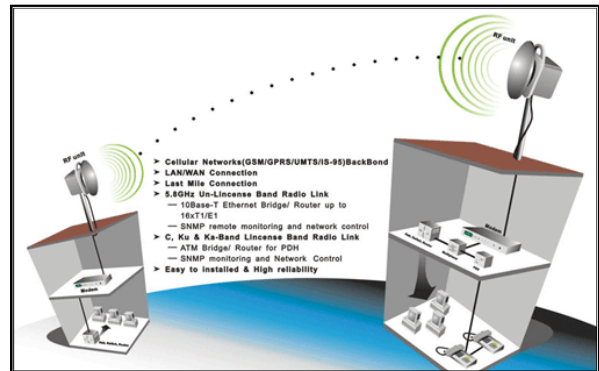 RF unit
RF unit
➤ Cellular Networks(GSM/GPRS/UMTS/IS-95)BackBond
➤ LAN/WAN Connection
➤ Last Mile Connection
➤ 5.8GHz Un-Lincense Band Radio Link
— 10Base-T Ethernet Bridge/ Router up to
16xT1/E1
— SNMP remote monitoring and network control
➤ C, Ku & Ka-Band Lincense Band Radio Link
— ATM Bridge/ Router for PDH
— SNMP monitoring and Network Control
➤ Easy to installed & High reliability
Modem
Modem